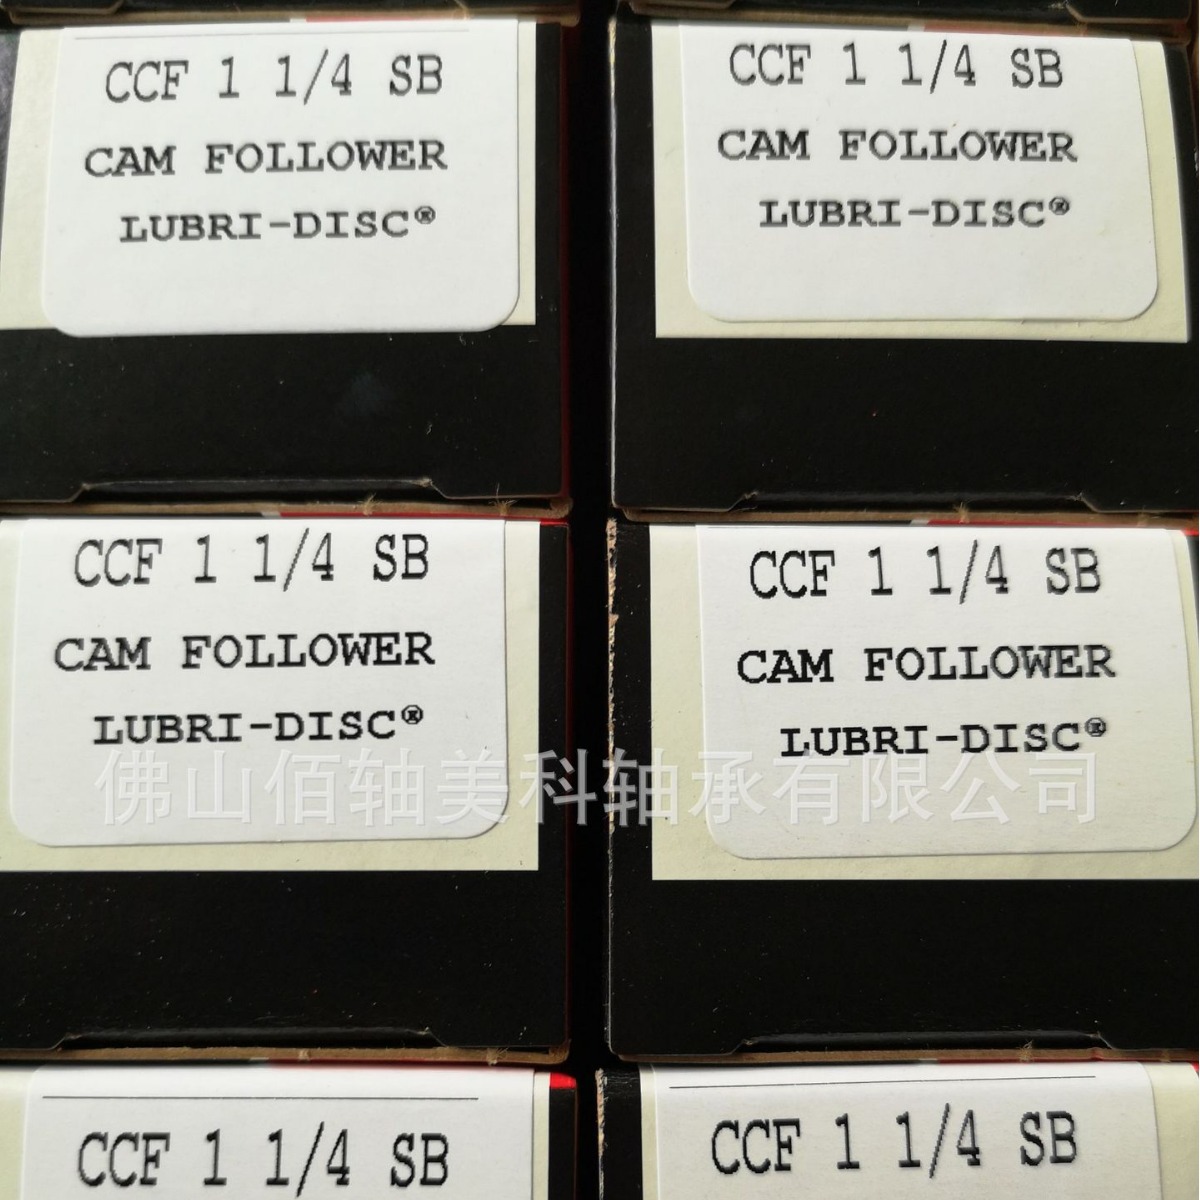 CCF 1 1/4 SB
CAM FOLLOWER
LUBRI-DISC®
CCF 1 1/4 SB
CAM FOLLOWER
LUBRI-DISC®
CCF 1 1/4 SB
CAM FOLLOWER
LUBRI-DISC®
CCF 1 1/4 SB
CAM FOLLOWER
LUBRI-DISC®
佛山佰轴美科轴承有限公司
CCF 1 1/4 SB
CCF 1 1/4 SB